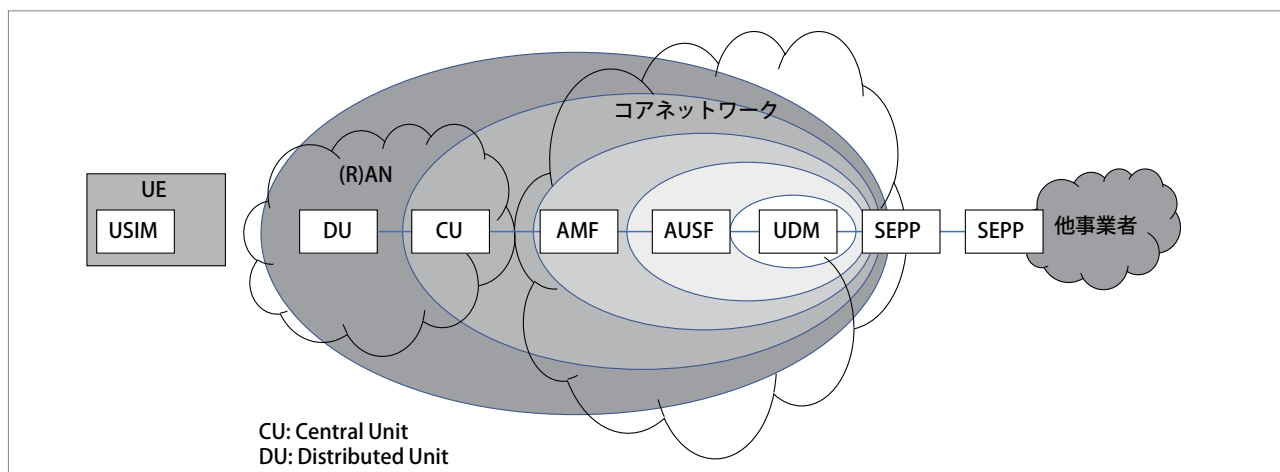 コアネットワーク
(R)AN
UE
USIM
DU
CU
AMF
AUSF
UDM
SEPP
SEPP
他事業者
CU: Central Unit
DU: Distributed Unit